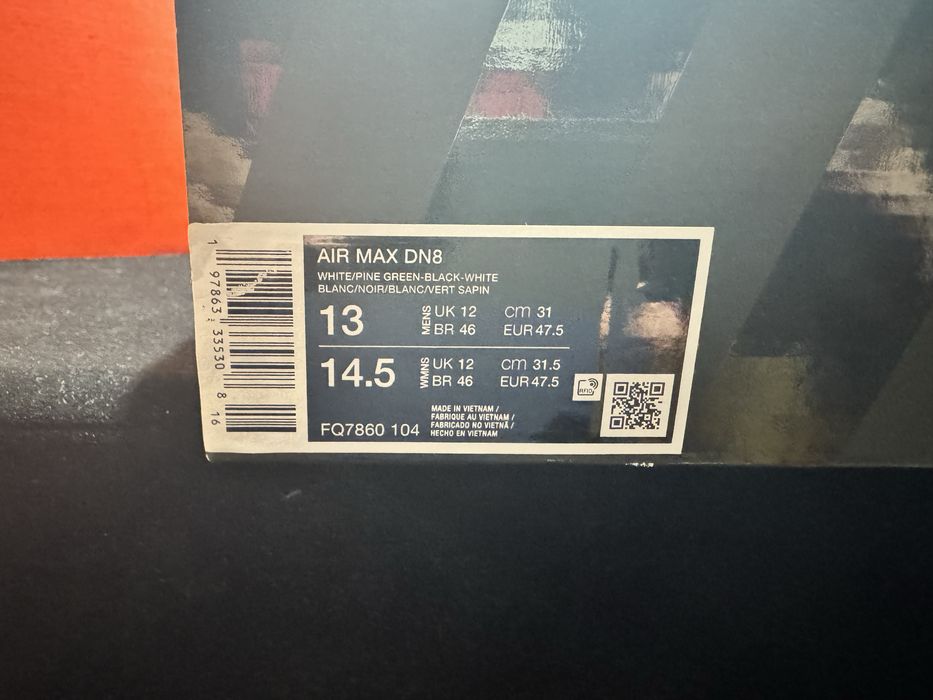 AIR MAX DN8
WHITE/PINE GREEN-BLACK-WHITE
BLANC/NOIR/BLANC/VERT SAPIN
13 MENS UK 12 cm 31
BR 46 EUR 47.5
14.5 WMNS UK 12 cm 31.5
BR 46 EUR 47.5
RFID
FQ7860 104
MADE IN VIETNAM /
FABRIQUE AU VIETNAM /
FABRICADO NO VIETNÃ /
HECHO EN VIETNAM
1 97863 33530 8 16